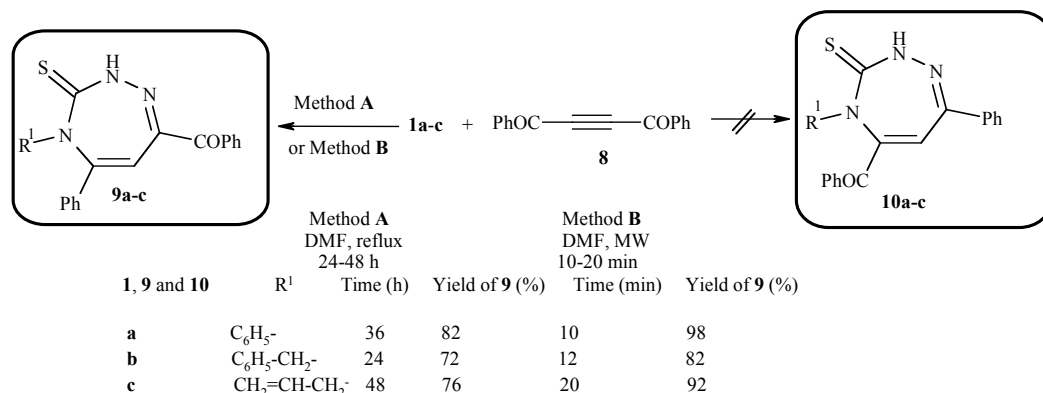 H
S NH
N
Method A
R¹ N COPh
or Method B
Ph
9a-c
1a-c + PhOC COPh
8
H
S NH
N
R¹ N
Ph
PhOC
10a-c
Method A Method B
DMF, reflux DMF, MW
24-48 h 10-20 min
1, 9 and 10 R¹ Time (h) Yield of 9 (%) Time (min) Yield of 9 (%)
a C₆H₅- 36 82 10 98
b C₆H₅-CH₂- 24 72 12 82
c CH₂=CH-CH₂- 48 76 20 92